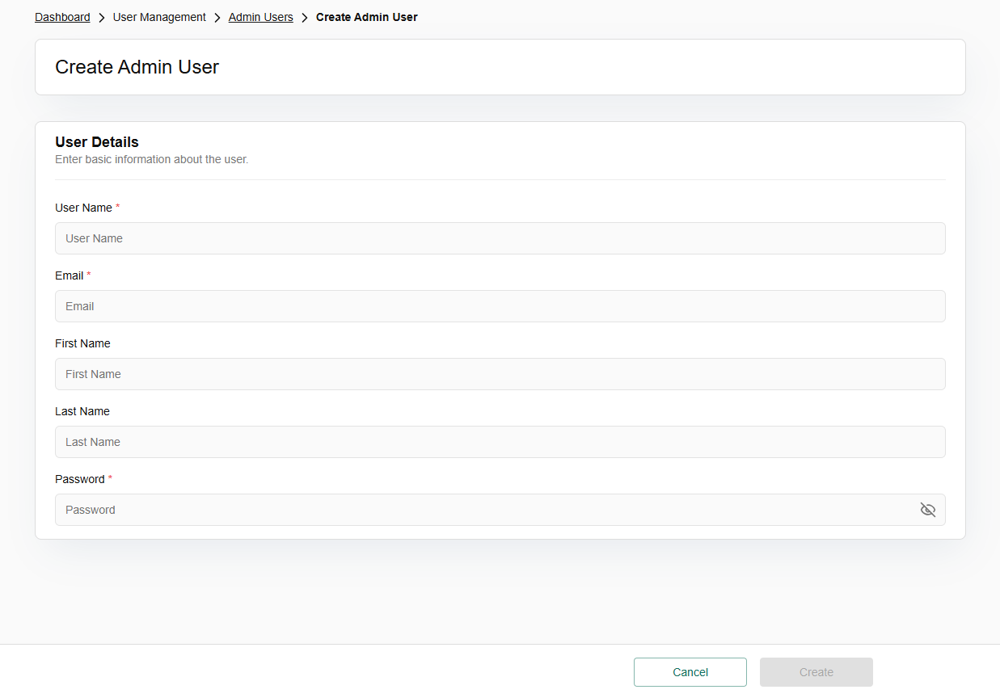 Dashboard > User Management > Admin Users > Create Admin User
Create Admin User
User Details
Enter basic information about the user.
User Name *
User Name
Email *
Email
First Name
First Name
Last Name
Last Name
Password *
Password
Cancel
Create